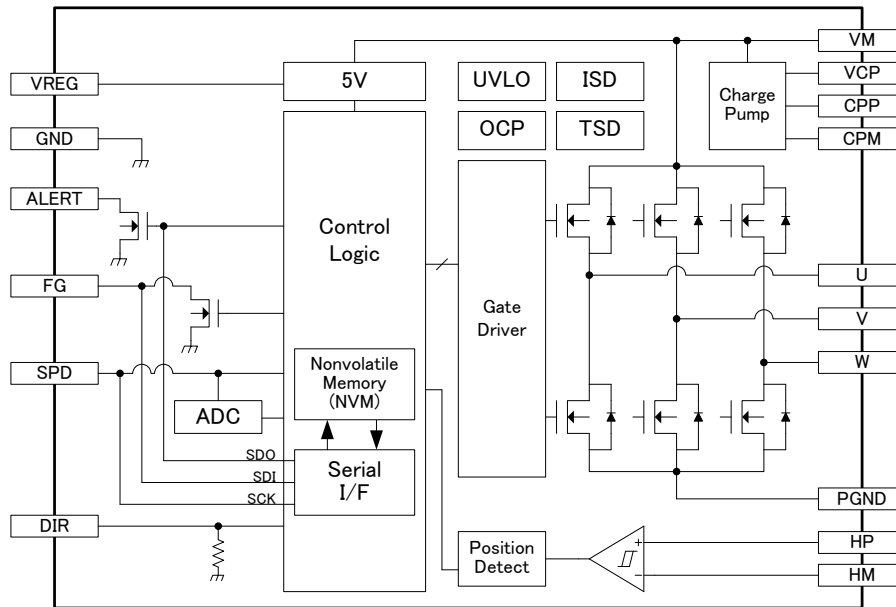 VREG
GND
ALERT
FG
SPD
DIR
5V
Control
Logic
Nonvolatile
Memory
(NVM)
ADC
SDO
SDI
SCK
Serial
I/F
UVLO
ISD
OCP
TSD
Gate
Driver
Position
Detect
+
−
Charge
Pump
VM
VCP
CPP
CPM
U
V
W
PGND
HP
HM